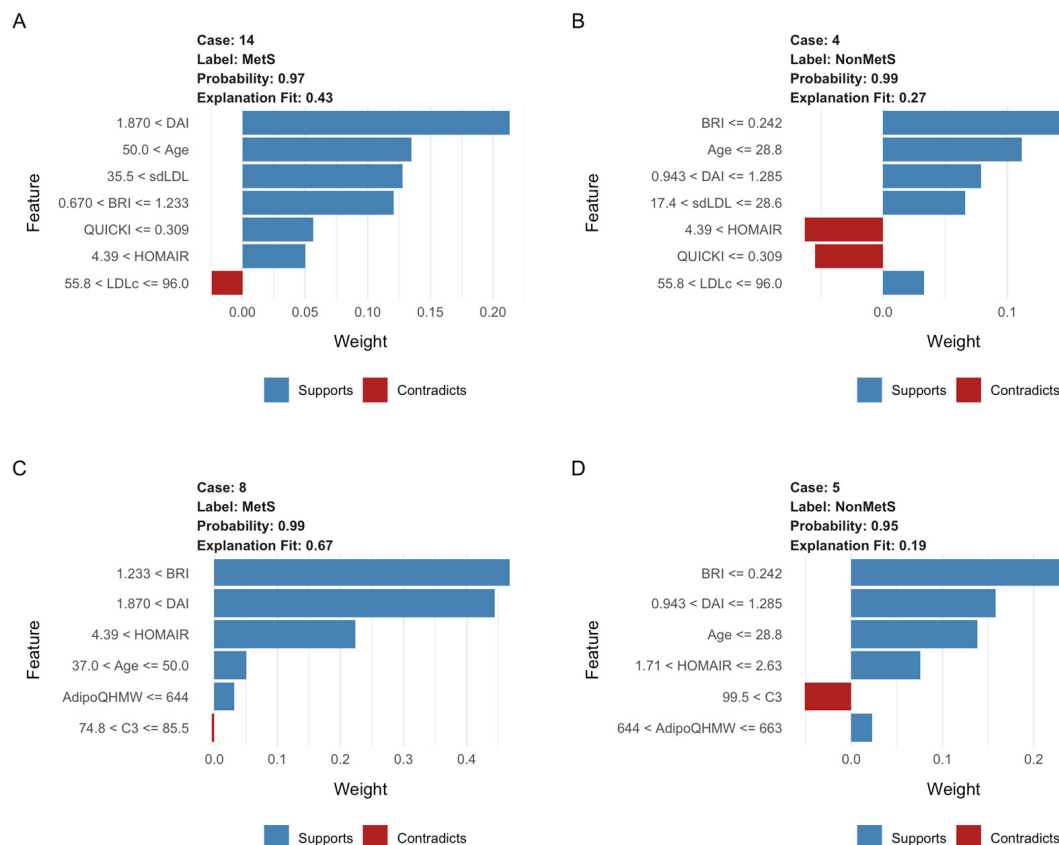 A
Case: 14
Label: MetS
Probability: 0.97
Explanation Fit: 0.43
Feature
1.870 < DAI
50.0 < Age
35.5 < sdLDL
0.670 < BRI <= 1.233
QUICKI <= 0.309
4.39 < HOMAIR
55.8 < LDLc <= 96.0
0.00 0.05 0.10 0.15 0.20
Weight
Supports Contradicts
B
Case: 4
Label: NonMetS
Probability: 0.99
Explanation Fit: 0.27
Feature
BRI <= 0.242
Age <= 28.8
0.943 < DAI <= 1.285
17.4 < sdLDL <= 28.6
4.39 < HOMAIR
QUICKI <= 0.309
55.8 < LDLc <= 96.0
0.0 0.1
Weight
Supports Contradicts
C
Case: 8
Label: MetS
Probability: 0.99
Explanation Fit: 0.67
Feature
1.233 < BRI
1.870 < DAI
4.39 < HOMAIR
37.0 < Age <= 50.0
AdipoQHMW <= 644
74.8 < C3 <= 85.5
0.0 0.1 0.2 0.3 0.4
Weight
Supports Contradicts
D
Case: 5
Label: NonMetS
Probability: 0.95
Explanation Fit: 0.19
Feature
BRI <= 0.242
0.943 < DAI <= 1.285
Age <= 28.8
1.71 < HOMAIR <= 2.63
99.5 < C3
644 < AdipoQHMW <= 663
0.0 0.1 0.2
Weight
Supports Contradicts